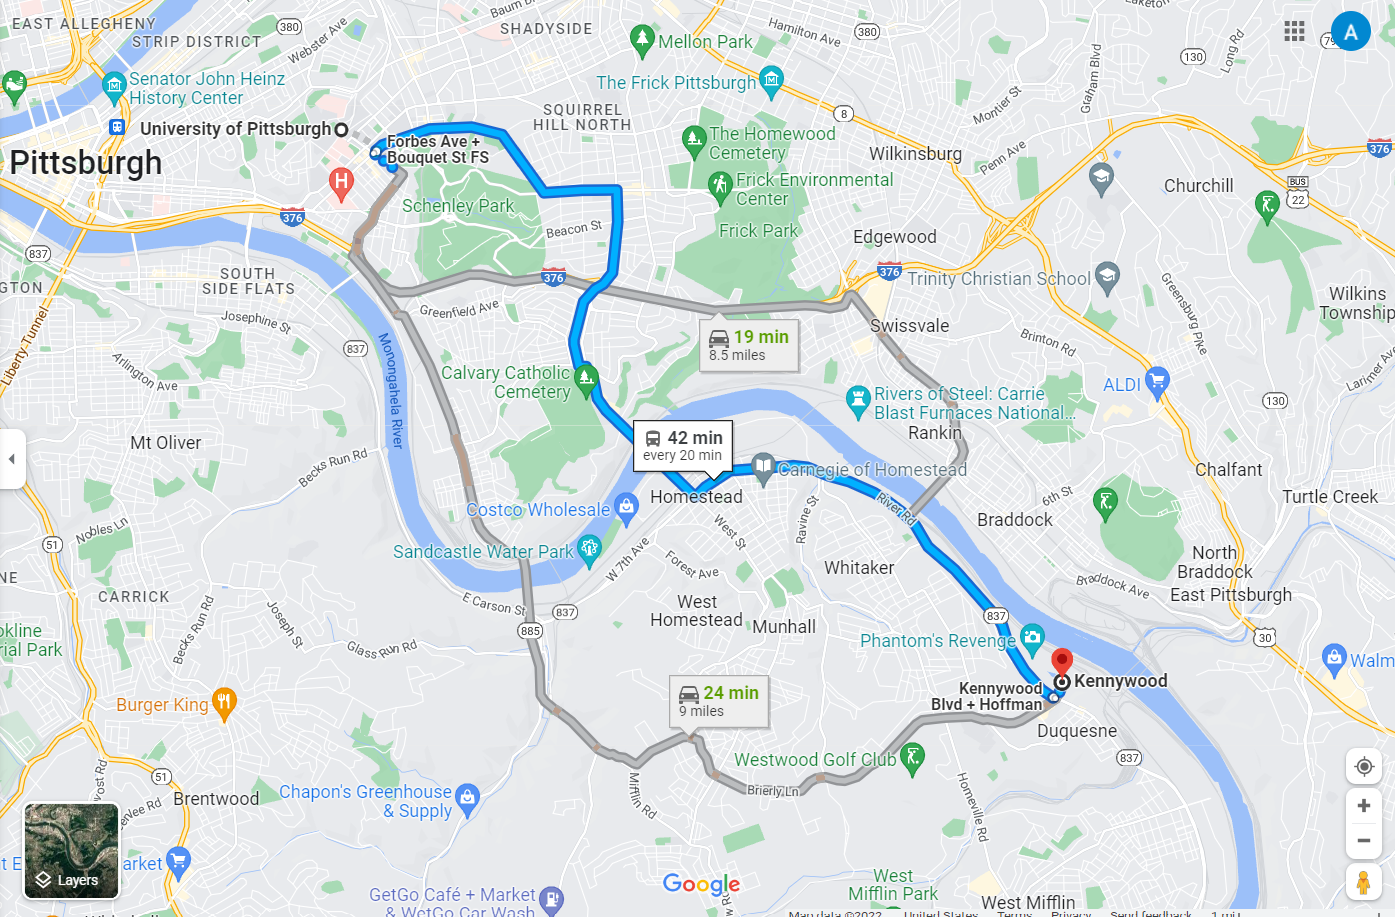 EAST ALLEGHENY
STRIP DISTRICT
380
Webster Ave
Baum Dr
SHADYSIDE
Mellon Park
Hamilton Ave
380
130
Long Rd
A
Senator John Heinz
History Center
The Frick Pittsburgh
Graham Blvd
Montier St
SQUIRREL
HILL NORTH
8
University of Pittsburgh
Forbes Ave +
Bouquet St FS
The Homewood
Cemetery
Wilkinsburg
Penn Ave
376
Pittsburgh
H
Frick Environmental
Center
Churchill
BUS
22
Schenley Park
376
Beacon St
Frick Park
Edgewood
837
SOUTH
SIDE FLATS
376
376
Trinity Christian School
Greensburg Pike
Wilkins
Township
Liberty Tunnel
Josephine St
Greenfield Ave
19 min
8.5 miles
Swissvale
Brinton Rd
837
Monongahela River
Arlington Ave
Calvary Catholic
Cemetery
Rivers of Steel: Carrie
Blast Furnaces National...
ALDI
130
Larimer Ave
Mt Oliver
42 min
every 20 min
Rankin
Becks Run Rd
Carnegie of Homestead
Chalfant
Homestead
River Rd
6th St
Turtle Creek
Costco Wholesale
Ravine St
Braddock
Nobles Ln
West St
51
Sandcastle Water Park
W 7th Ave
Forest Ave
Whitaker
North
Braddock
Braddock Ave
East Pittsburgh
CARRICK
E Carson St
837
West
Homestead
Munhall
837
Becks Run Rd
Joseph St
885
30
Glass Run Rd
Phantom's Revenge
Walm
Kennywood
Kennywood
Blvd + Hoffman
24 min
9 miles
Burger King
Duquesne
Westwood Golf Club
837
51
Brentwood
Chapon's Greenhouse
& Supply
Mifflin Rd
Brierly Ln
Homeville Rd
Layers
Google
West
Mifflin Park
GetGo Café + Market
& WetGo Car Wash
West Mifflin
Map data ©2022
United States
Terms
Privacy
Send feedback
1 mi